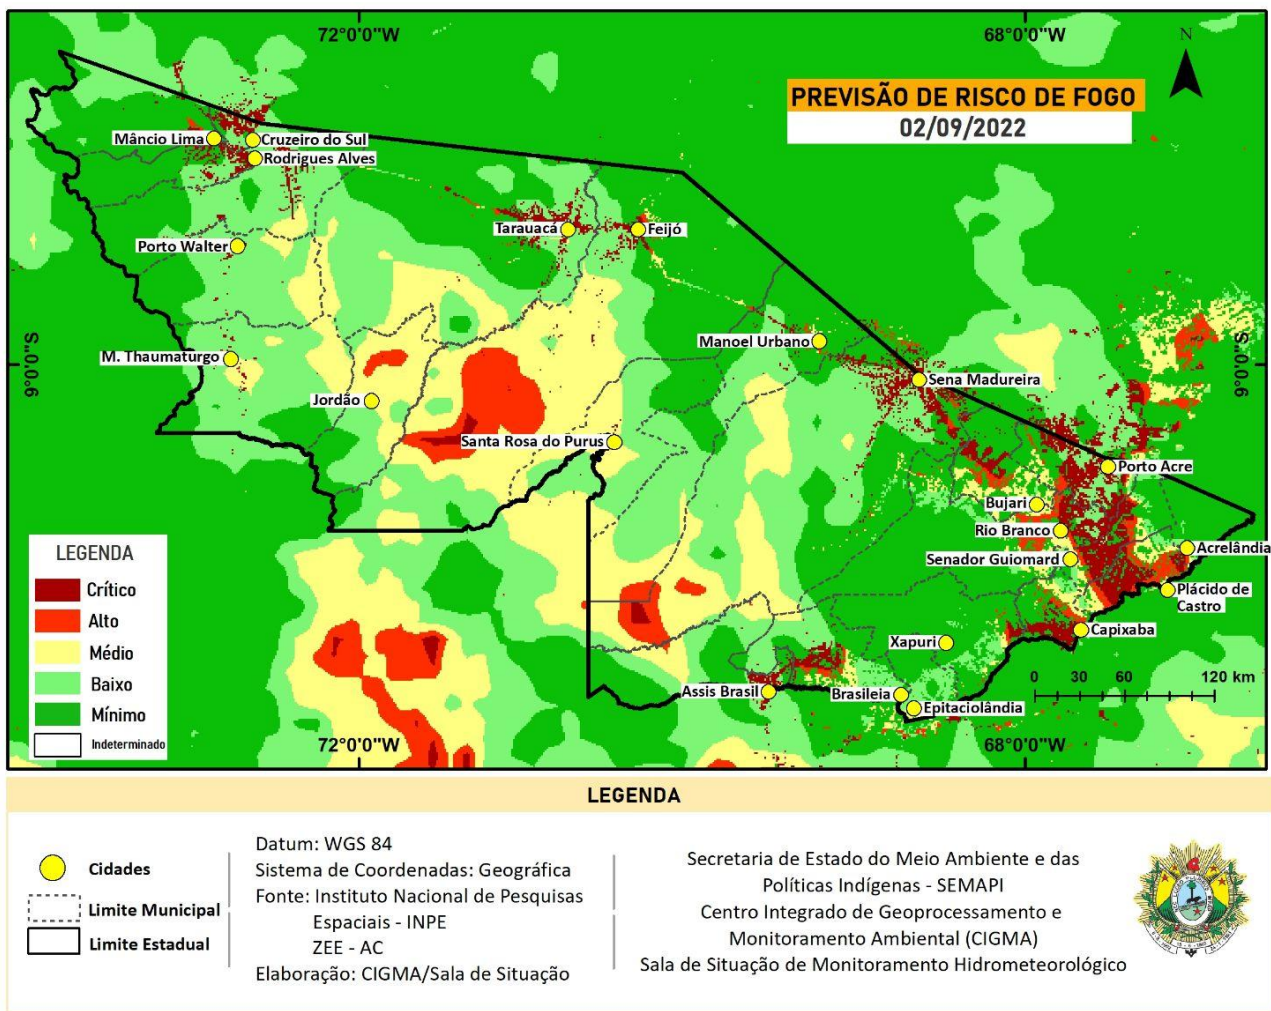 72°0'0"W
68°0'0"W
N
PREVISÃO DE RISCO DE FOGO
02/09/2022
Mâncio Lima
Cruzeiro do Sul
Rodrigues Alves
Tarauacá
Feijó
Porto Walter
9°0'0"S
9°0'0"S
M. Thaumaturgo
Manoel Urbano
Sena Madureira
Jordão
Santa Rosa do Purus
Porto Acre
Bujari
Rio Branco
Acrelândia
Senador Guiomard
Plácido de
Castro
Capixaba
Xapuri
Assis Brasil
Brasileia
Epitaciolândia
0 30 60 120 km
72°0'0"W
68°0'0"W
LEGENDA
Crítico
Alto
Médio
Baixo
Mínimo
Indeterminado
LEGENDA
Cidades
Limite Municipal
Limite Estadual
Datum: WGS 84
Sistema de Coordenadas: Geográfica
Fonte: Instituto Nacional de Pesquisas
Espaciais - INPE
ZEE - AC
Elaboração: CIGMA/Sala de Situação
Secretaria de Estado do Meio Ambiente e das
Políticas Indígenas - SEMAPI
Centro Integrado de Geoprocessamento e
Monitoramento Ambiental (CIGMA)
Sala de Situação de Monitoramento Hidrometeorológico